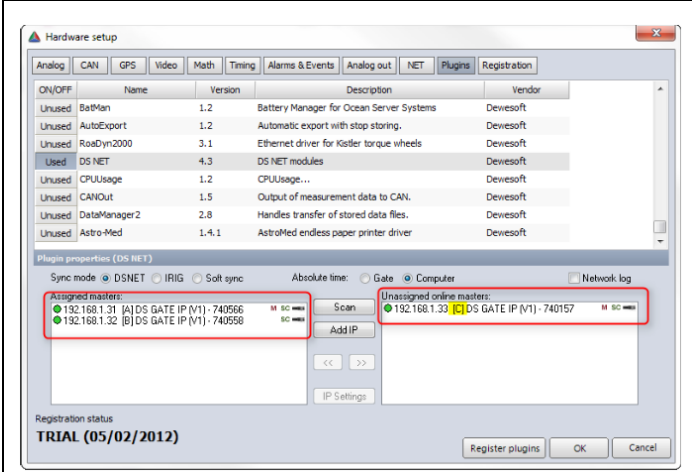 Hardware setup
Analog CAN GPS Video Math Timing Alarms & Events Analog out NET Plugins Registration
ON/OFF Name Version Description Vendor
Unused BatMan 1.2 Battery Manager for Ocean Server Systems Dewesoft
Unused AutoExport 1.2 Automatic export with stop storing. Dewesoft
Unused RoaDyn2000 3.1 Ethernet driver for Kistler torque wheels Dewesoft
Used DS NET 4.3 DS NET modules Dewesoft
Unused CPUUsage 1.2 CPUUsage... Dewesoft
Unused CANOut 1.5 Output of measurement data to CAN. Dewesoft
Unused DataManager2 2.8 Handles transfer of stored data files. Dewesoft
Unused Astro-Med 1.4.1 AstroMed endless paper printer driver Dewesoft
Plugin properties (DS NET)
Sync mode DSNET IRIG Soft sync Absolute time: Gate Computer Network log
Assigned masters: Scan Unassigned online masters:
192.168.1.31 [A] DS GATE IP (V1) - 740566 M SC 192.168.1.33 [C] DS GATE IP (V1) - 740157 M SC
192.168.1.32 [B] DS GATE IP (V1) - 740558 SC
Add IP
<< >>
IP Settings
Registration status
TRIAL (05/02/2012)
Register plugins OK Cancel